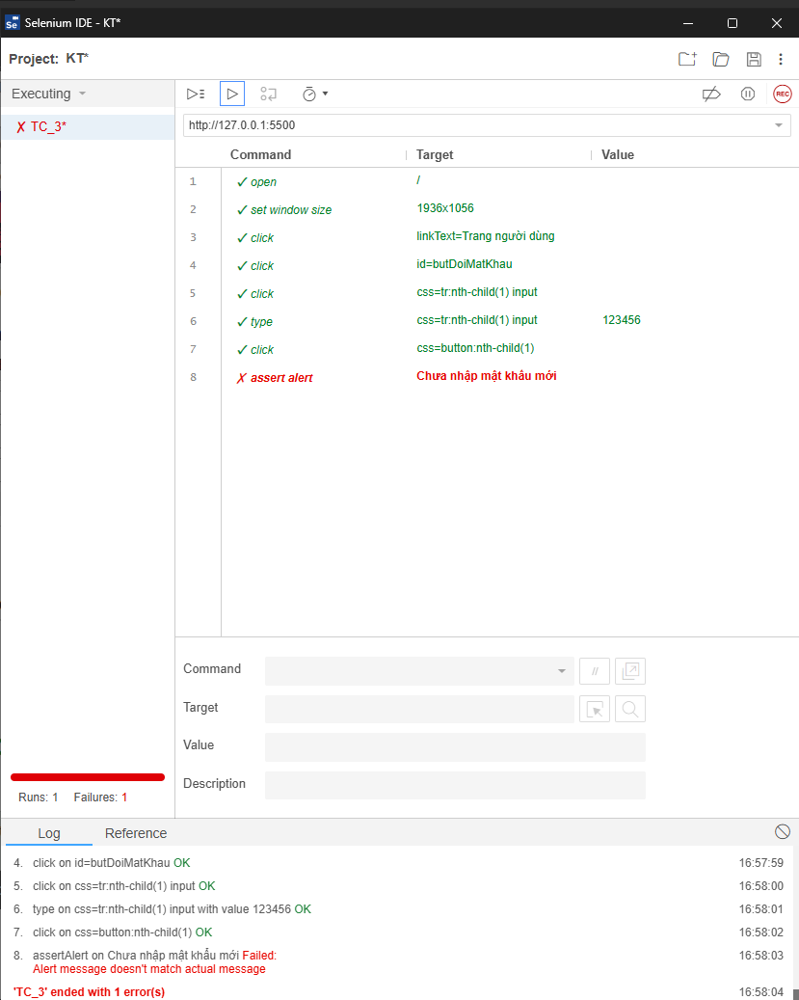 Se Selenium IDE - KT*
Project: KT*
Executing
✗ TC_3*
REC
http://127.0.0.1:5500
Command Target Value
1 ✓ open /
2 ✓ set window size 1936x1056
3 ✓ click linkText=Trang người dùng
4 ✓ click id=butDoiMatKhau
5 ✓ click css=tr:nth-child(1) input
6 ✓ type css=tr:nth-child(1) input 123456
7 ✓ click css=button:nth-child(1)
8 ✗ assert alert Chưa nhập mật khẩu mới
Command //
Target
Value
Description
Runs: 1 Failures: 1
Log Reference
4. click on id=butDoiMatKhau OK 16:57:59
5. click on css=tr:nth-child(1) input OK 16:58:00
6. type on css=tr:nth-child(1) input with value 123456 OK 16:58:01
7. click on css=button:nth-child(1) OK 16:58:02
8. assertAlert on Chưa nhập mật khẩu mới Failed: 16:58:03
Alert message doesn't match actual message
'TC_3' ended with 1 error(s) 16:58:04